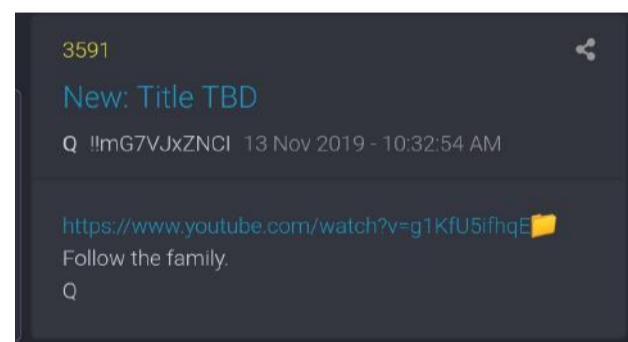 3591
New: Title TBD
Q !!mG7VJxZNCI 13 Nov 2019 - 10:32:54 AM
https://www.youtube.com/watch?v=g1KfU5ifhqE
Follow the family.
Q